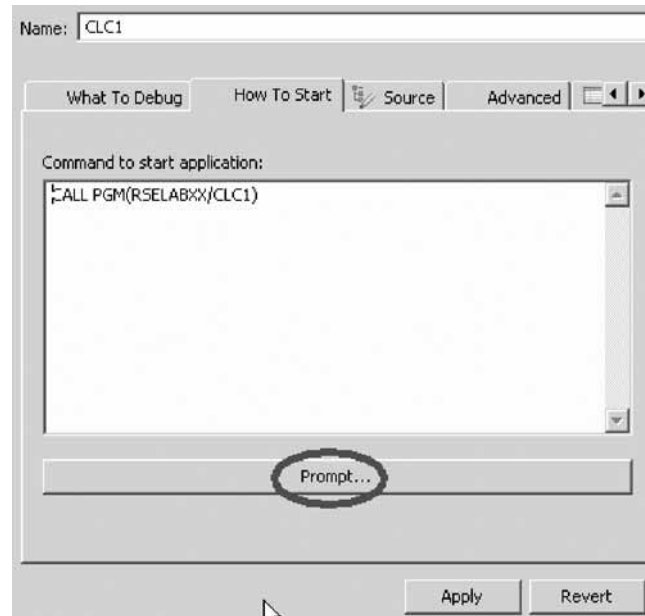 Name: CLC1
What To Debug How To Start Source Advanced
Command to start application:
CALL PGM(RSELABXX/CLC1)
Prompt...
Apply Revert